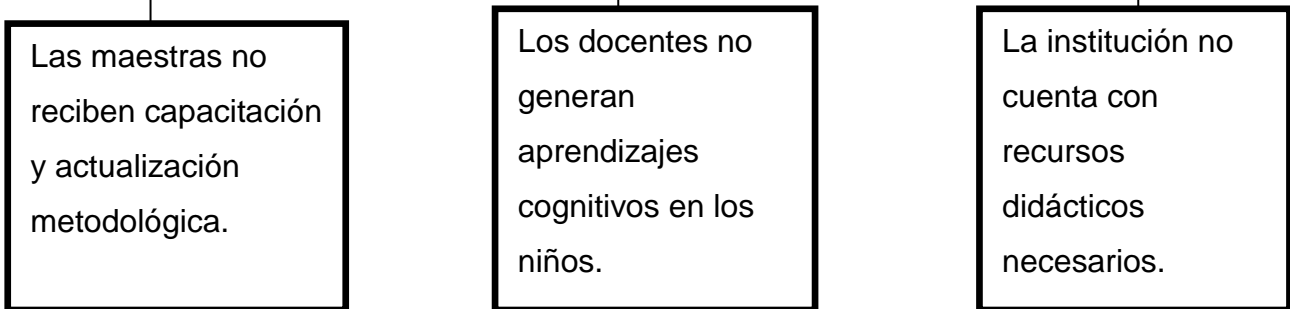 Las maestras no
reciben capacitación
y actualización
metodológica.
Los docentes no
generan
aprendizajes
cognitivos en los
niños.
La institución no
cuenta con
recursos
didácticos
necesarios.